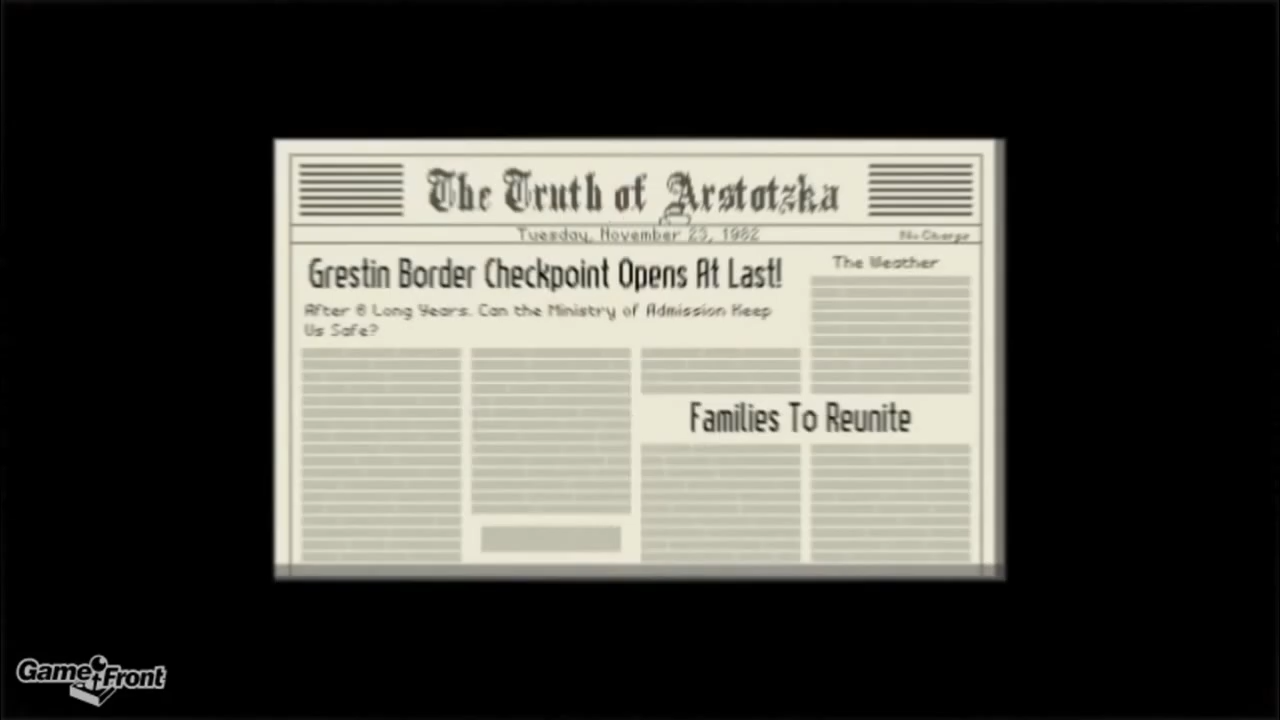 The Truth of Arstotzka
Tuesday, November 23, 1982
No Charge
Grestin Border Checkpoint Opens At Last!
The Weather
After 6 Long Years. Can the Ministry of Admission Keep
Us Safe?
Families To Reunite
GameFront